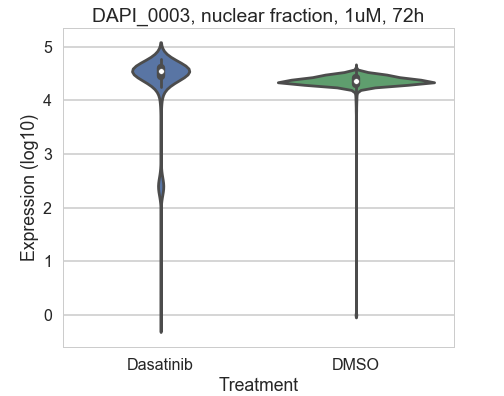 DAPI_0003, nuclear fraction, 1uM, 72h
Expression (log10)
5
4
3
2
1
0
Dasatinib
DMSO
Treatment